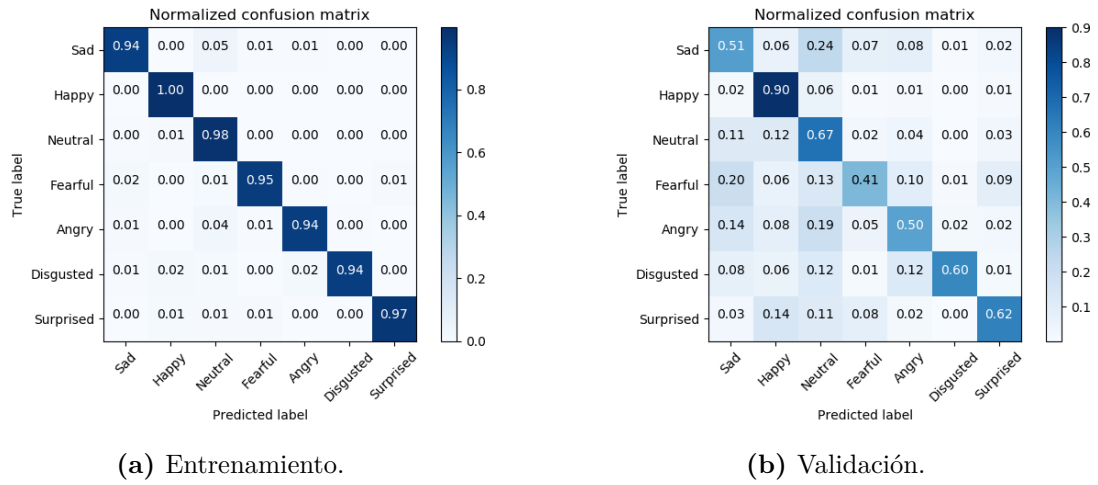 Normalized confusion matrix
True label
Sad 0.94 0.00 0.05 0.01 0.01 0.00 0.00
Happy 0.00 1.00 0.00 0.00 0.00 0.00 0.00
Neutral 0.00 0.01 0.98 0.00 0.00 0.00 0.00
Fearful 0.02 0.00 0.01 0.95 0.00 0.00 0.01
Angry 0.01 0.00 0.04 0.01 0.94 0.00 0.00
Disgusted 0.01 0.02 0.01 0.00 0.02 0.94 0.00
Surprised 0.00 0.01 0.01 0.01 0.00 0.00 0.97
Sad Happy Neutral Fearful Angry Disgusted Surprised
Predicted label
0.8
0.6
0.4
0.2
0.0
(a) Entrenamiento.
Normalized confusion matrix
True label
Sad 0.51 0.06 0.24 0.07 0.08 0.01 0.02
Happy 0.02 0.90 0.06 0.01 0.01 0.00 0.01
Neutral 0.11 0.12 0.67 0.02 0.04 0.00 0.03
Fearful 0.20 0.06 0.13 0.41 0.10 0.01 0.09
Angry 0.14 0.08 0.19 0.05 0.50 0.02 0.02
Disgusted 0.08 0.06 0.12 0.01 0.12 0.60 0.01
Surprised 0.03 0.14 0.11 0.08 0.02 0.00 0.62
Sad Happy Neutral Fearful Angry Disgusted Surprised
Predicted label
0.9
0.8
0.7
0.6
0.5
0.4
0.3
0.2
0.1
(b) Validación.